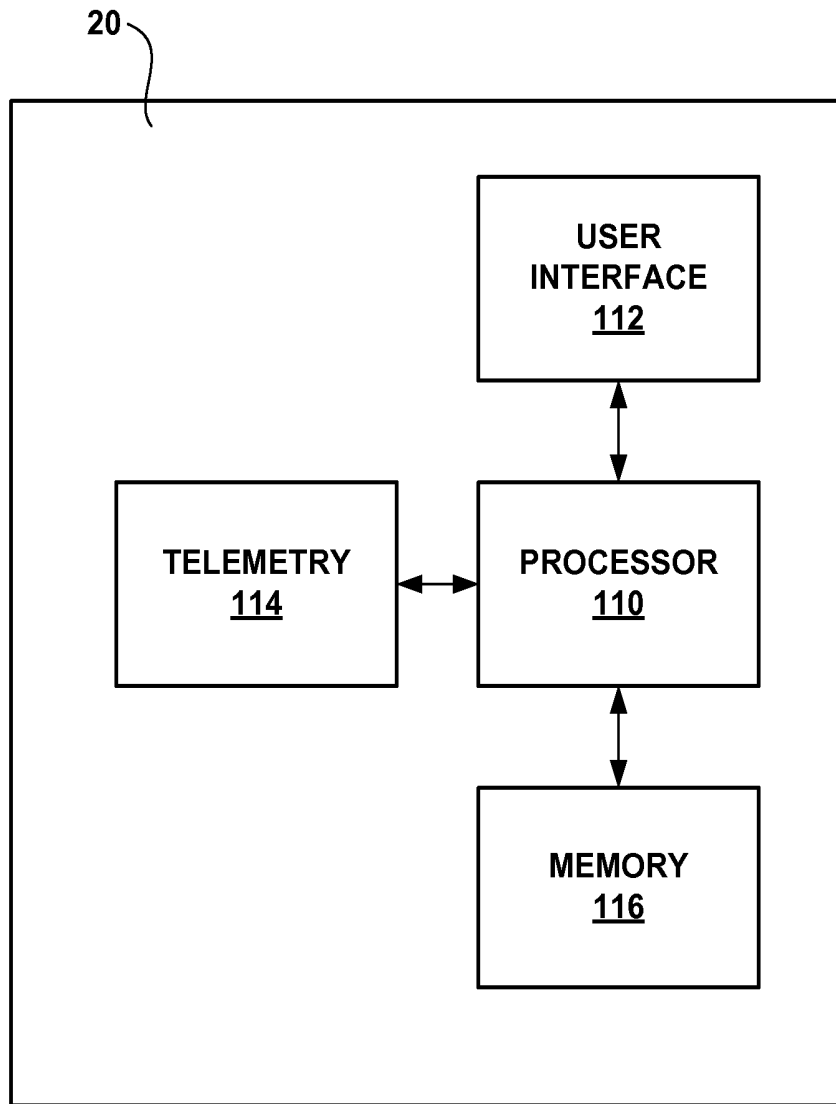 20
USER
INTERFACE
112
TELEMETRY
114
PROCESSOR
110
MEMORY
116